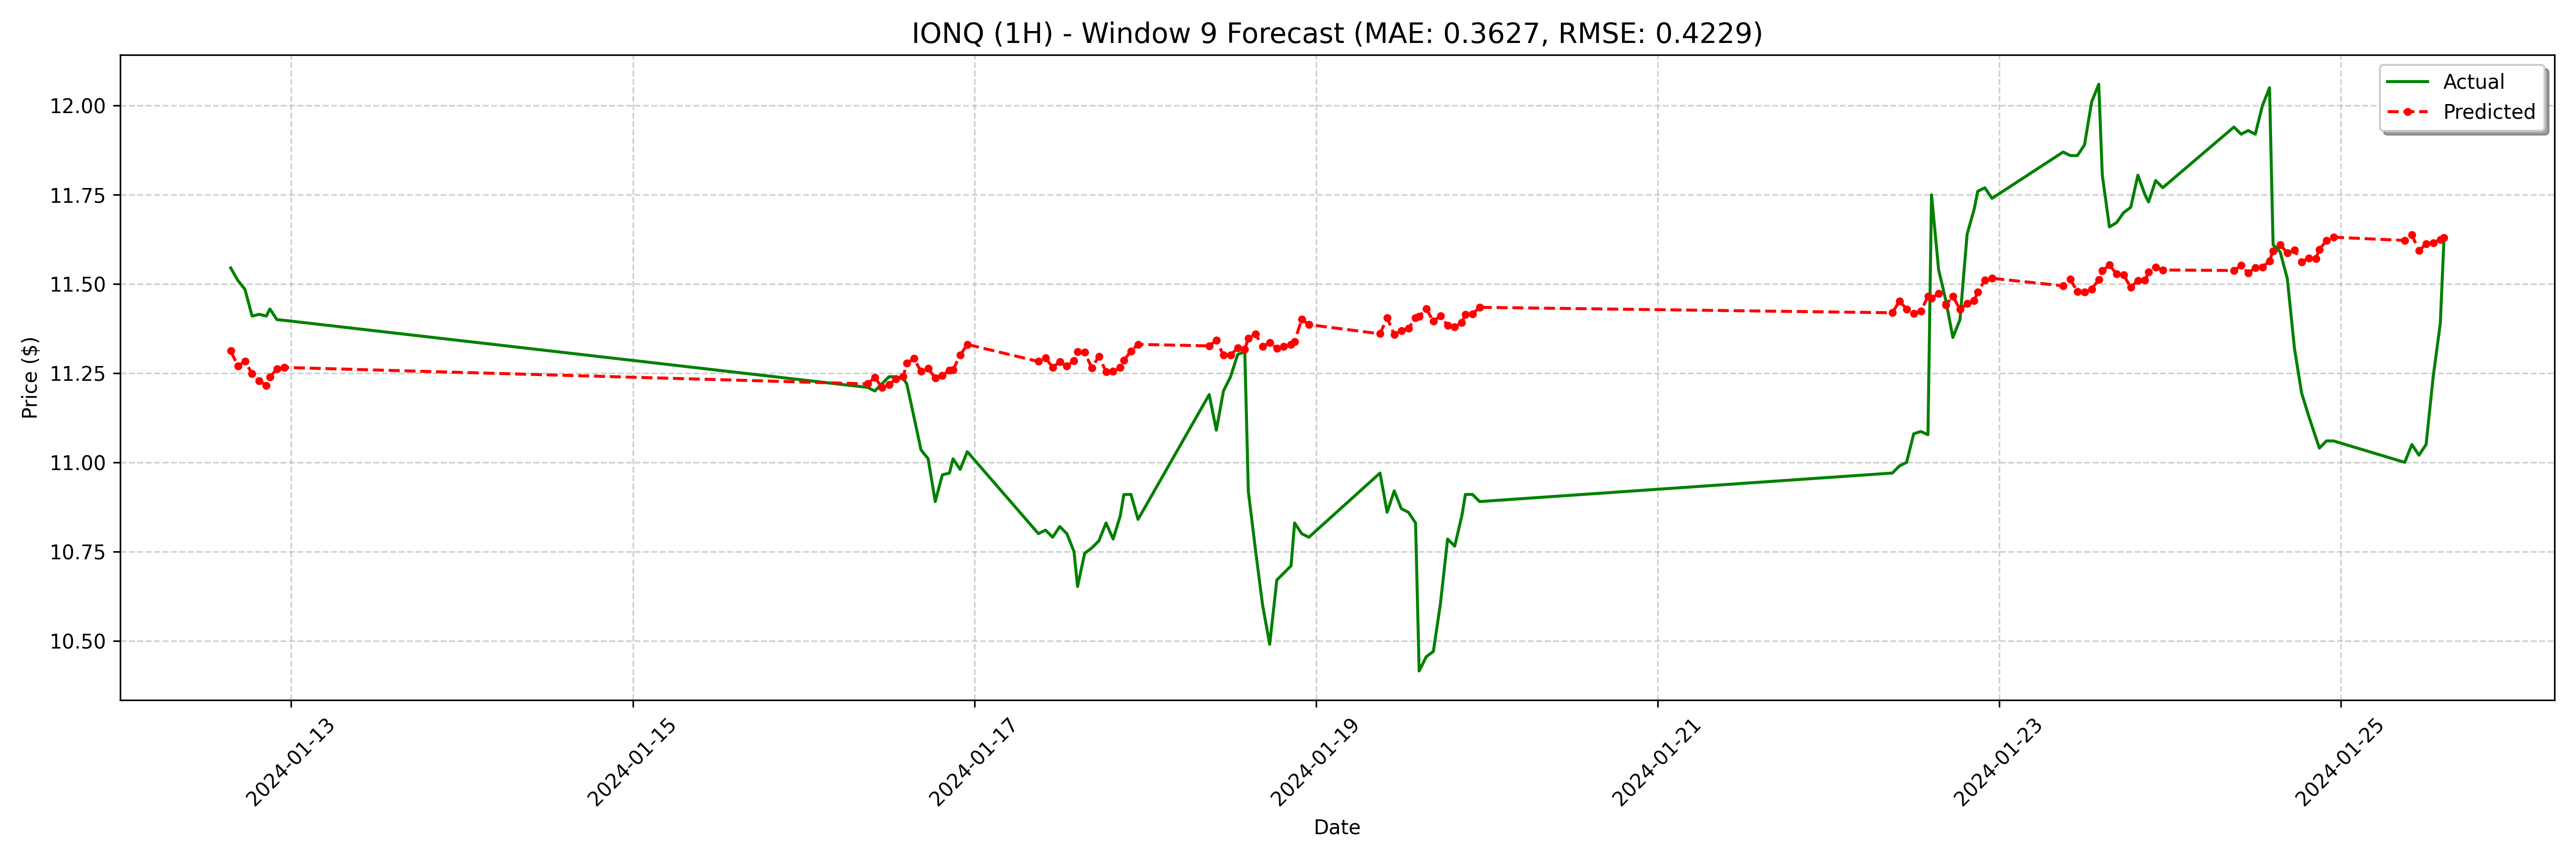 IONQ (1H) - Window 9 Forecast (MAE: 0.3627, RMSE: 0.4229)
Actual
Predicted
Price ($)
12.00
11.75
11.50
11.25
11.00
10.75
10.50
2024-01-13
2024-01-15
2024-01-17
2024-01-19
2024-01-21
2024-01-23
2024-01-25
Date